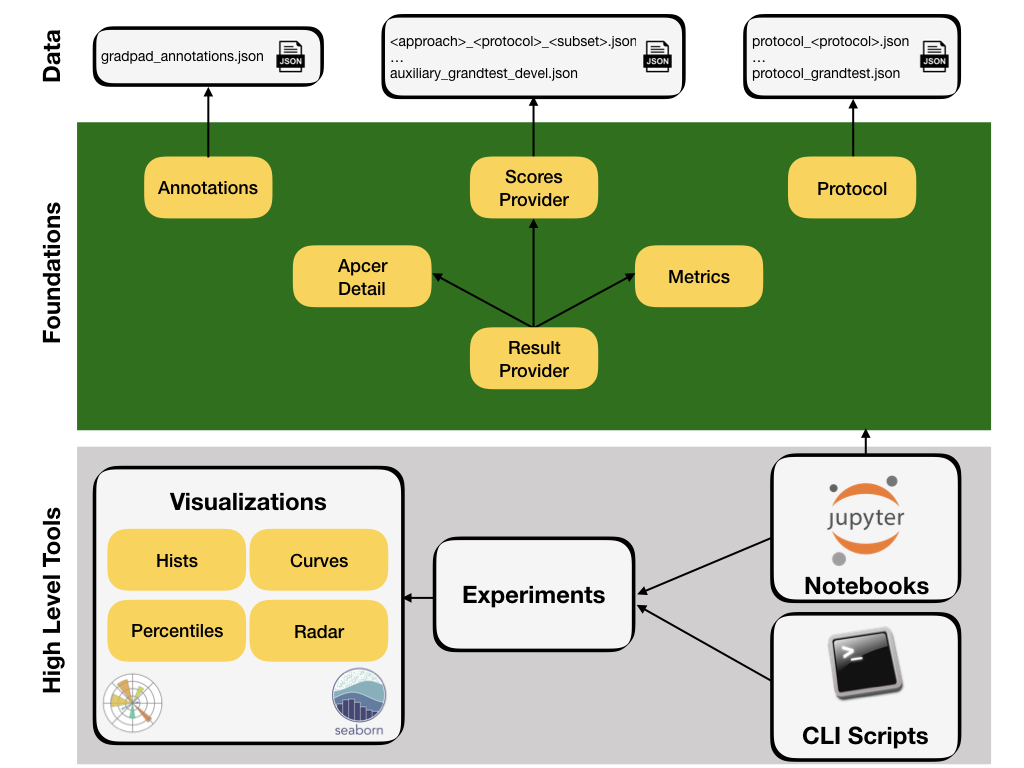 Data
gradpad_annotations.json
JSON
<approach>_<protocol>_<subset>.json
...
auxiliary_grandtest_devel.json
JSON
protocol_<protocol>.json
...
protocol_grandtest.json
JSON
Foundations
Annotations
Scores
Provider
Protocol
Apcer
Detail
Metrics
Result
Provider
High Level Tools
Visualizations
Hists
Curves
Percentiles
Radar
seaborn
Experiments
jupyter
Notebooks
>_
CLI Scripts